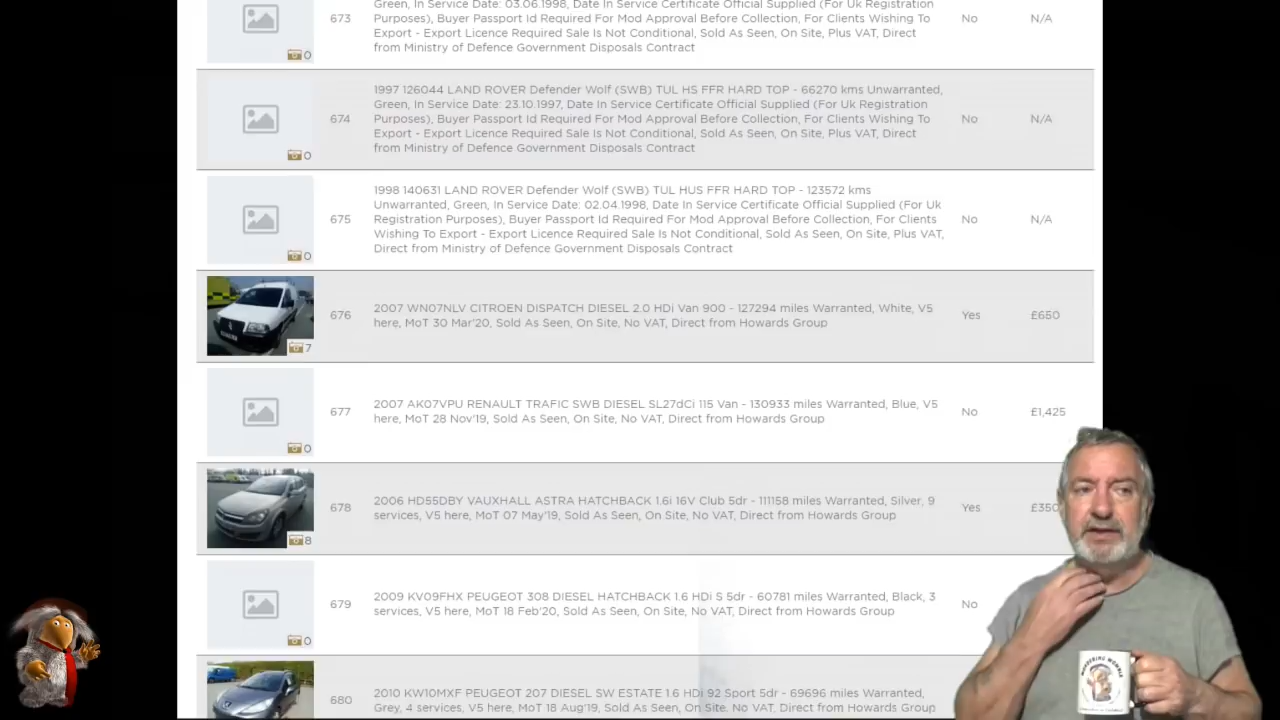 Green, In Service Date: 03.06.1998, Date In Service Certificate Official Supplied (For Uk Registration
673 Purposes), Buyer Passport Id Required For Mod Approval Before Collection, For Clients Wishing To No N/A
Export - Export Licence Required Sale Is Not Conditional, Sold As Seen, On Site, Plus VAT, Direct
from Ministry of Defence Government Disposals Contract
0
1997 126044 LAND ROVER Defender Wolf (SWB) TUL HS FFR HARD TOP - 66270 kms Unwarranted,
Green, In Service Date: 23.10.1997, Date In Service Certificate Official Supplied (For Uk Registration
674 Purposes), Buyer Passport Id Required For Mod Approval Before Collection, For Clients Wishing To No N/A
Export - Export Licence Required Sale Is Not Conditional, Sold As Seen, On Site, Plus VAT, Direct
from Ministry of Defence Government Disposals Contract
0
1998 140631 LAND ROVER Defender Wolf (SWB) TUL HUS FFR HARD TOP - 123572 kms
Unwarranted, Green, In Service Date: 02.04.1998, Date In Service Certificate Official Supplied (For Uk
675 Registration Purposes), Buyer Passport Id Required For Mod Approval Before Collection, For Clients No N/A
Wishing To Export - Export Licence Required Sale Is Not Conditional, Sold As Seen, On Site, Plus VAT,
Direct from Ministry of Defence Government Disposals Contract
0
676 2007 WN07NLV CITROEN DISPATCH DIESEL 2.0 HDi Van 900 - 127294 miles Warranted, White, V5 Yes £650
here, MoT 30 Mar'20, Sold As Seen, On Site, No VAT, Direct from Howards Group
7
677 2007 AK07VPU RENAULT TRAFIC SWB DIESEL SL27dCi 115 Van - 130933 miles Warranted, Blue, V5 No £1,425
here, MoT 28 Nov'19, Sold As Seen, On Site, No VAT, Direct from Howards Group
0
678 2006 HD55DBY VAUXHALL ASTRA HATCHBACK 1.6i 16V Club 5dr - 111158 miles Warranted, Silver, 9 Yes £350
services, V5 here, MoT 07 May'19, Sold As Seen, On Site, No VAT, Direct from Howards Group
8
679 2009 KV09FHX PEUGEOT 308 DIESEL HATCHBACK 1.6 HDi S 5dr - 60781 miles Warranted, Black, 3 No
services, V5 here, MoT 18 Feb'20, Sold As Seen, On Site, No VAT, Direct from Howards Group
0
680 2010 KW10MXF PEUGEOT 207 DIESEL SW ESTATE 1.6 HDi 92 Sport 5dr - 69696 miles Warranted,
Grey, 4 services, V5 here, MoT 18 Aug'19, Sold As Seen, On Site, No VAT, Direct from Howards Group
WANDERING WOMBLE